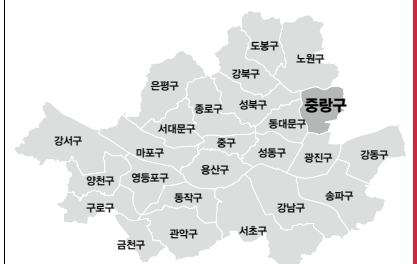 도봉구
노원구
강북구
은평구
종로구
성북구
중랑구
동대문구
서대문구
강서구
중구
마포구
성동구
광진구
강동구
용산구
양천구
영등포구
동작구
송파구
구로구
강남구
관악구
서초구
금천구